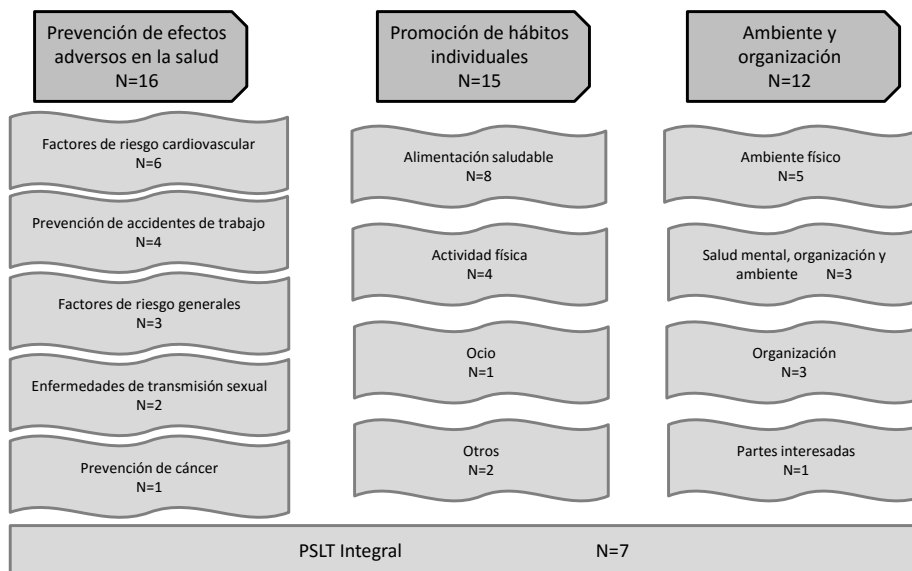 Prevención de efectos
adversos en la salud
N=16
Factores de riesgo cardiovascular
N=6
Prevención de accidentes de trabajo
N=4
Factores de riesgo generales
N=3
Enfermedades de transmisión sexual
N=2
Prevención de cáncer
N=1
Promoción de hábitos
individuales
N=15
Alimentación saludable
N=8
Actividad física
N=4
Ocio
N=1
Otros
N=2
Ambiente y
organización
N=12
Ambiente físico
N=5
Salud mental, organización y
ambiente N=3
Organización
N=3
Partes interesadas
N=1
PSLT Integral N=7